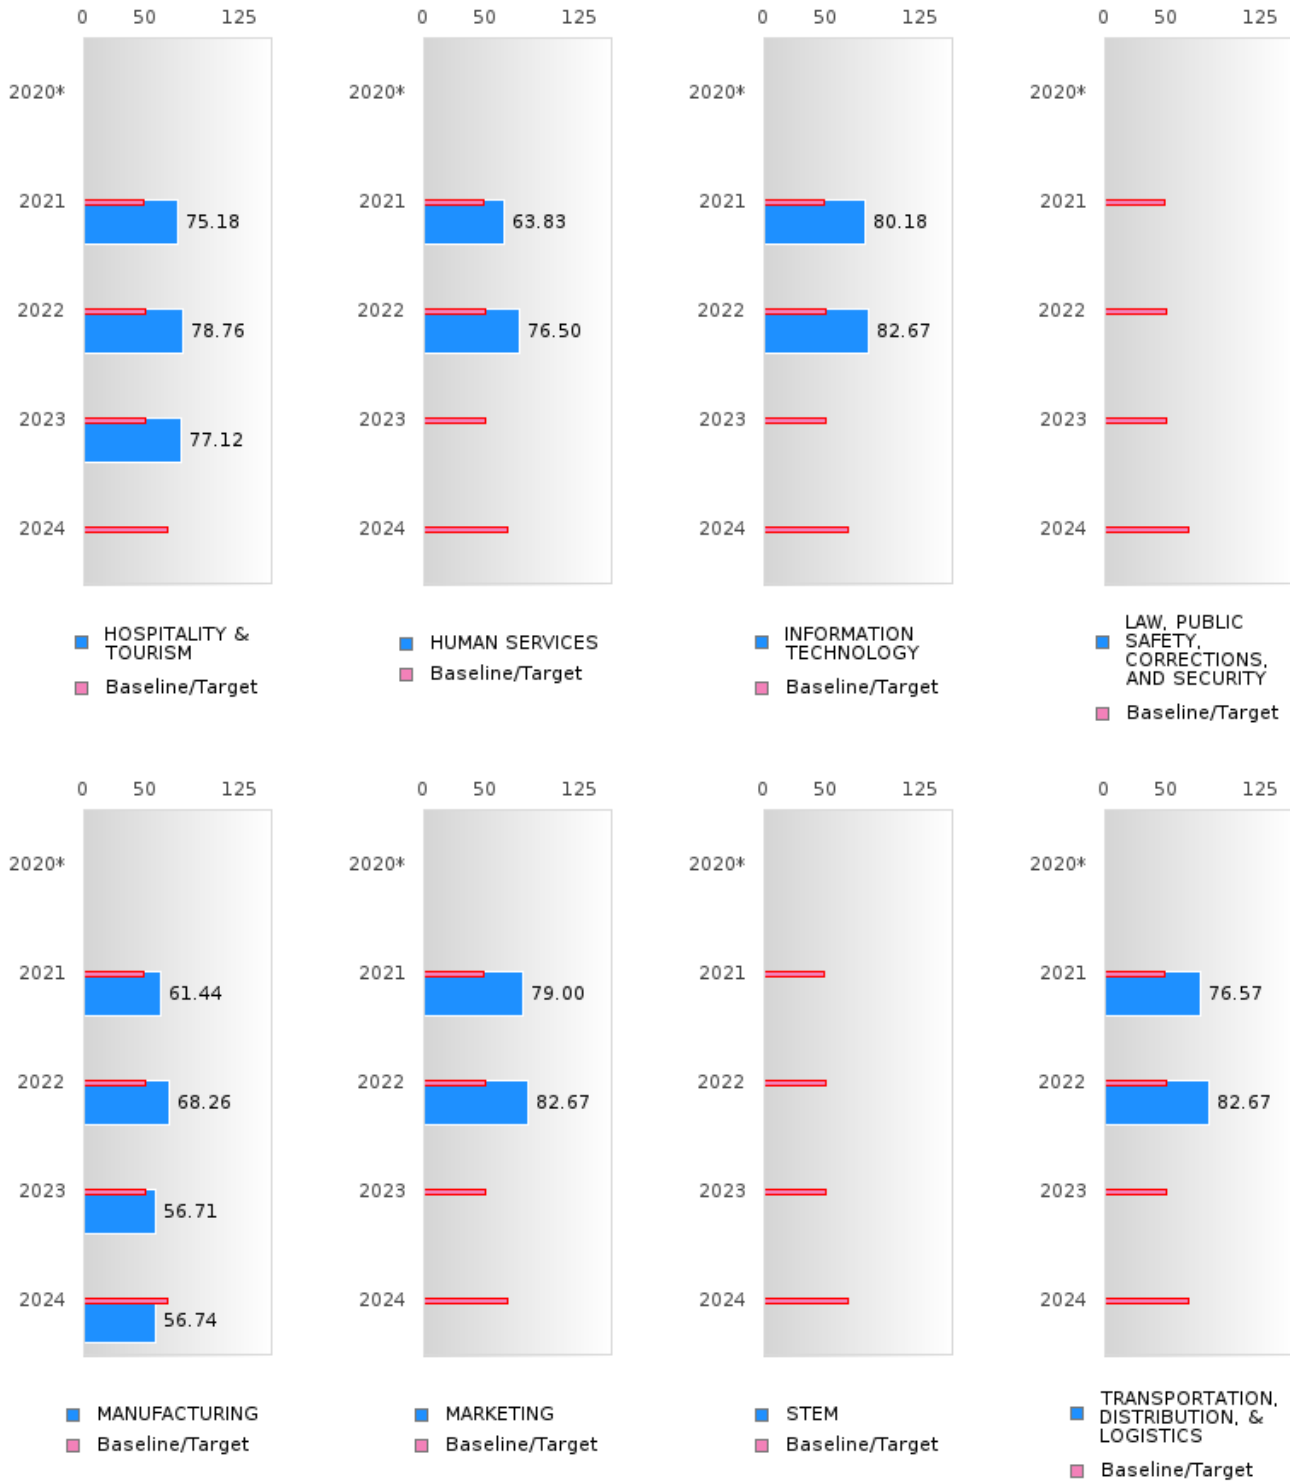 0 50 125 0 50 125 0 50 125 0 50 125
2020* 2020* 2020* 2020*
2021 75.18 2021 63.83 2021 80.18 2021
2022 78.76 2022 76.50 2022 82.67 2022
2023 77.12 2023 2023 2023
2024 2024 2024 2024
HOSPITALITY &
TOURISM
Baseline/Target
HUMAN SERVICES
Baseline/Target
INFORMATION
TECHNOLOGY
Baseline/Target
LAW, PUBLIC
SAFETY,
CORRECTIONS,
AND SECURITY
Baseline/Target
0 50 125 0 50 125 0 50 125 0 50 125
2020* 2020* 2020* 2020*
2021 61.44 2021 79.00 2021 2021 76.57
2022 68.26 2022 82.67 2022 2022 82.67
2023 56.71 2023 2023 2023
2024 56.74 2024 2024 2024
MANUFACTURING
Baseline/Target
MARKETING
Baseline/Target
STEM
Baseline/Target
TRANSPORTATION,
DISTRIBUTION, &
LOGISTICS
Baseline/Target